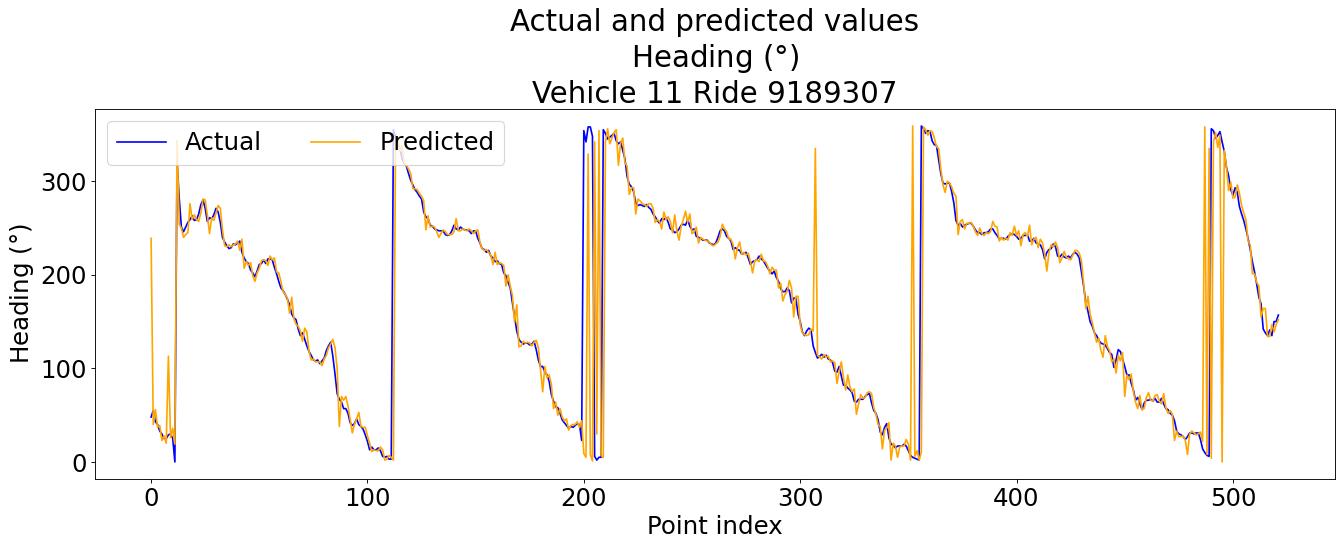 Actual and predicted values
Heading (°)
Vehicle 11 Ride 9189307
Actual Predicted
Heading (°)
300
200
100
0
0 100 200 300 400 500
Point index